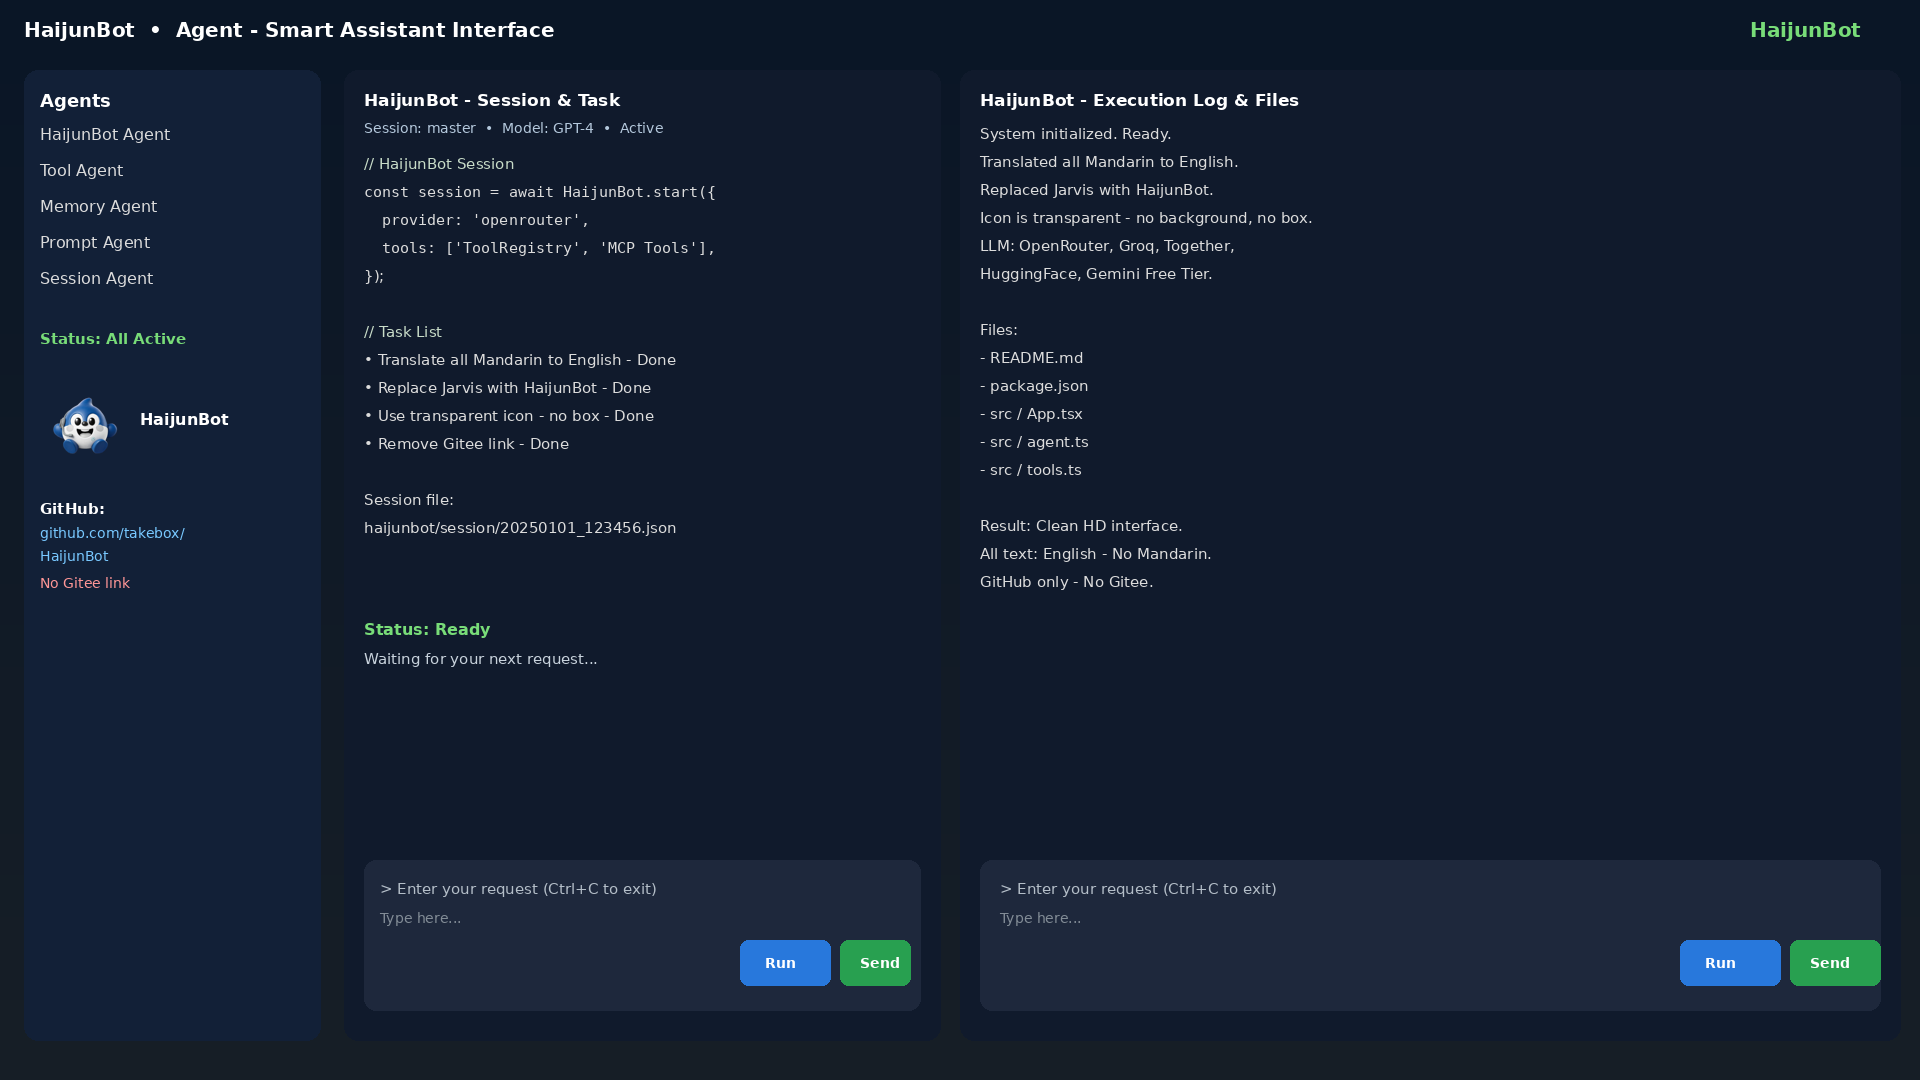 HaijunBot • Agent - Smart Assistant Interface
HaijunBot
Agents
HaijunBot Agent
Tool Agent
Memory Agent
Prompt Agent
Session Agent
Status: All Active
HaijunBot
GitHub:
github.com/takebox/
HaijunBot
No Gitee link
HaijunBot - Session & Task
Session: master • Model: GPT-4 • Active
// HaijunBot Session
const session = await HaijunBot.start({
  provider: 'openrouter',
  tools: ['ToolRegistry', 'MCP Tools'],
});
// Task List
• Translate all Mandarin to English - Done
• Replace Jarvis with HaijunBot - Done
• Use transparent icon - no box - Done
• Remove Gitee link - Done
Session file:
haijunbot/session/20250101_123456.json
Status: Ready
Waiting for your next request...
> Enter your request (Ctrl+C to exit)
Type here...
Run
Send
HaijunBot - Execution Log & Files
System initialized. Ready.
Translated all Mandarin to English.
Replaced Jarvis with HaijunBot.
Icon is transparent - no background, no box.
LLM: OpenRouter, Groq, Together,
HuggingFace, Gemini Free Tier.
Files:
- README.md
- package.json
- src / App.tsx
- src / agent.ts
- src / tools.ts
Result: Clean HD interface.
All text: English - No Mandarin.
GitHub only - No Gitee.
> Enter your request (Ctrl+C to exit)
Type here...
Run
Send